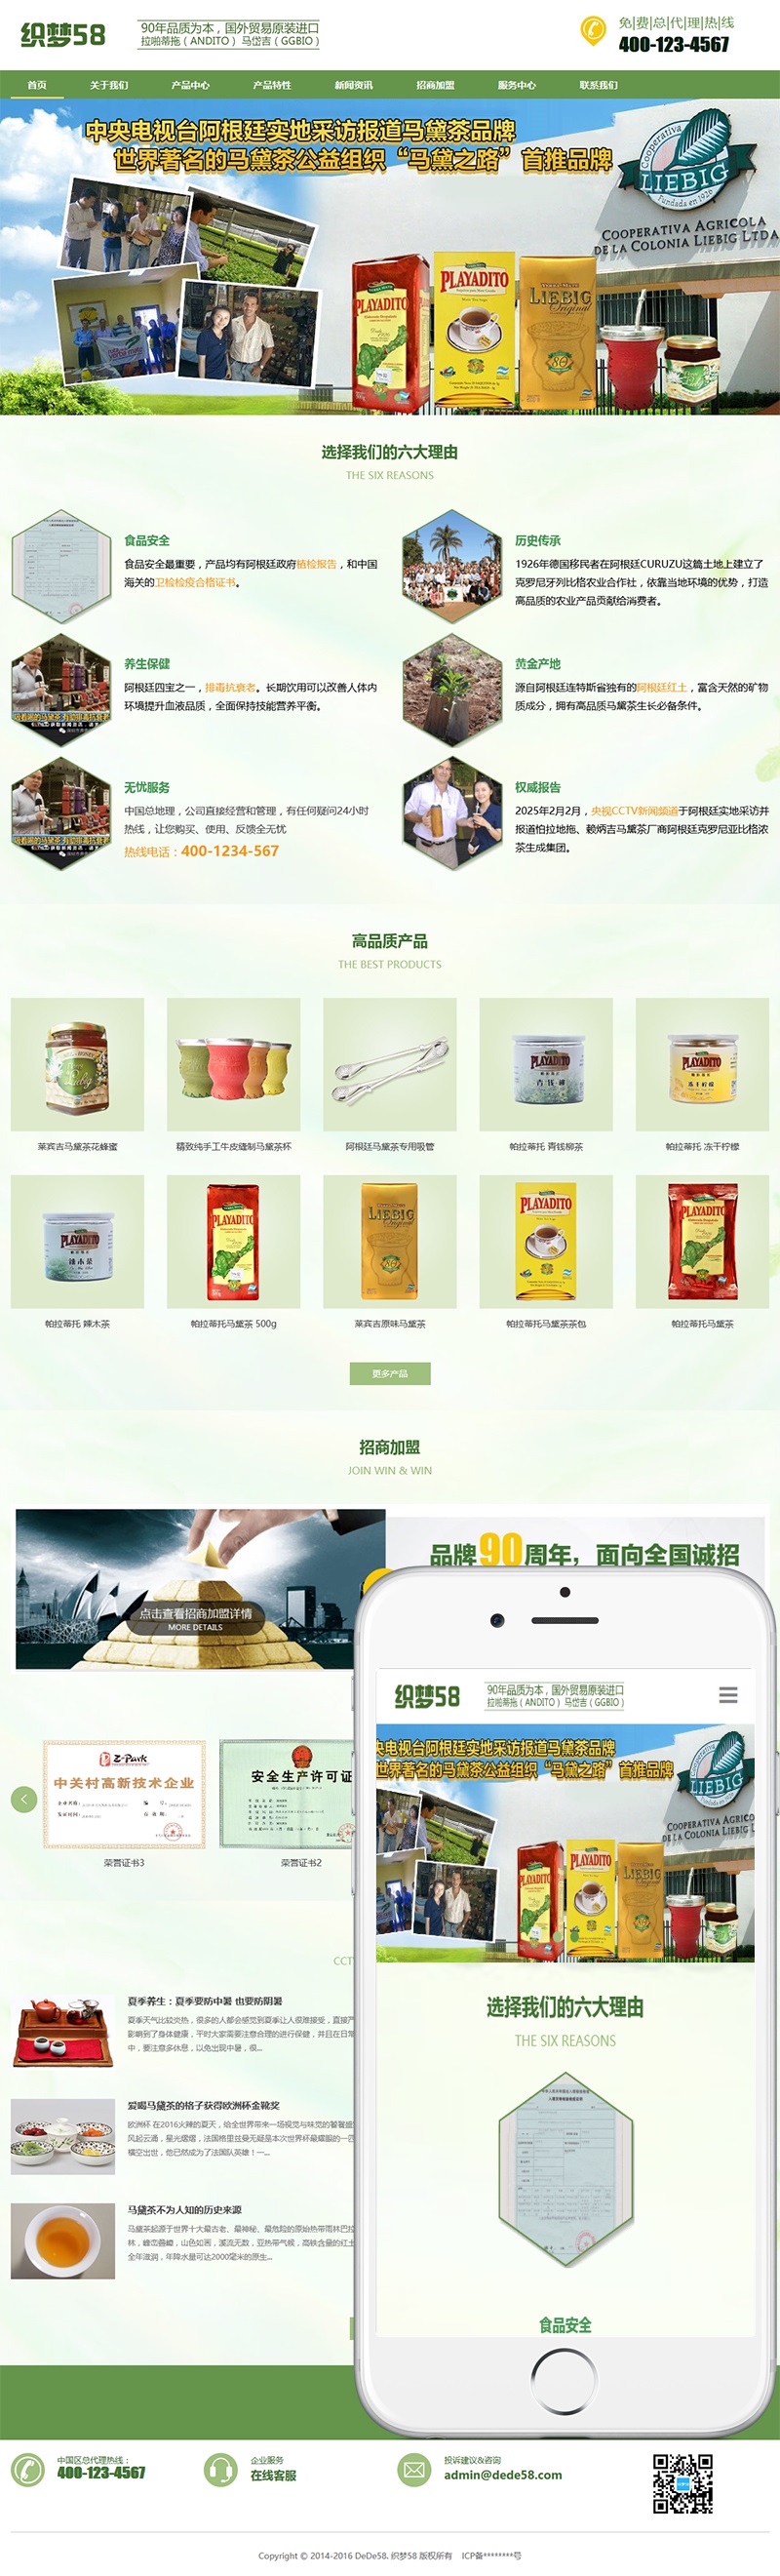 织梦58
90年品质为本，国外贸易原装进口
拉啪蒂拖（ANDITO） 马岱吉（GGBIO）
免|费|总|代|理|热|线
400-123-4567
首页 关于我们 产品中心 产品特性 新闻资讯 招商加盟 服务中心 联系我们
中央电视台阿根廷实地采访报道马黛茶品牌
世界著名的马黛茶公益组织“马黛之路”首推品牌
Cooperativa
LIEBIG
Fundada en 1926
COOPERATIVA AGRICOLA
DE LA COLONIA LIEBIG LTDA
PLAYADITO
PLAYADITO
LIEBIG
Original
选择我们的六大理由
THE SIX REASONS
食品安全
食品安全最重要，产品均有阿根廷政府植检报告，和中国
海关的卫检检疫合格证书。
历史传承
1926年德国移民者在阿根廷CURUZU这篇土地上建立了
克罗尼牙列比格农业合作社，依靠当地环境的优势，打造
高品质的农业产品贡献给消费者。
养生保健
阿根廷四宝之一，排毒抗衰老。长期饮用可以改善人体内
环境提升血液品质，全面保持技能营养平衡。
黄金产地
源自阿根廷连特斯省独有的阿根廷红土，富含天然的矿物
质成分，拥有高品质马黛茶生长必备条件。
无忧服务
中国总地理，公司直接经营和管理，有任何疑问24小时
热线，让您购买、使用、反馈全无忧
热线电话：400-1234-567
权威报告
2025年2月2月，央视CCTV新闻频道于阿根廷实地采访并
报道怕拉地拖、赖炳吉马黛茶厂商阿根廷克罗尼亚比格浓
茶生成集团。
高品质产品
THE BEST PRODUCTS
莱宾吉马黛茶花蜂蜜 精致纯手工牛皮缝制马黛茶杯 阿根廷马黛茶专用吸管 帕拉蒂托 青钱柳茶 帕拉蒂托 冻干柠檬
帕拉蒂托 辣木茶 帕拉蒂托马黛茶 500g 莱宾吉原味马黛茶 帕拉蒂托马黛茶茶包 帕拉蒂托马黛茶
更多产品
招商加盟
JOIN WIN & WIN
点击查看招商加盟详情
MORE DETAILS
品牌90周年，面向全国诚招
Z-Park
中关村高新技术企业
安全生产许可证
荣誉证书3
荣誉证书2
夏季养生：夏季要防中暑 也要防阴暑
夏季天气比较炎热，很多的人都会感觉到夏季让人很难接受，直接严
影响到了身体健康，平时大家需要注意合理的进行保健，并且在日常
中，要注意多休息，以免出现中暑，很...
爱喝马黛茶的格子获得欧洲杯金靴奖
欧洲杯 在2016火辣的夏天，给全世界带来一场视觉与味觉的饕餮盛
风起云涌，星光熠熠，法国格里兹曼无疑是本次世界杯最耀眼的一匹
横空出世，他已然成为了法国队英雄！一...
马黛茶不为人知的历史来源
马黛茶起源于世界十大最古老、最神秘、最危险的原始热带雨林巴拉
林，峰峦叠嶂，山色如画，溪流无数，亚热带气候，高铁含量的红土
全年滋润，年降水量可达2000毫米的原生...
织梦58
90年品质为本，国外贸易原装进口
拉啪蒂拖（ANDITO） 马岱吉（GGBIO）
央电视台阿根廷实地采访报道马黛茶品牌
世界著名的马黛茶公益组织“马黛之路”首推品牌
LIEBIG
COOPERATIVA AGRICO
DE LA COLONIA LIEBIG L
PLAYADITO
PLAYADITO
LIEBIG
选择我们的六大理由
THE SIX REASONS
食品安全
中国区总代理热线：
400-123-4567
企业服务
在线客服
投诉建议&咨询
admin@dede58.com
Copyright © 2014-2016 DeDe58. 织梦58 版权所有 ICP备********号